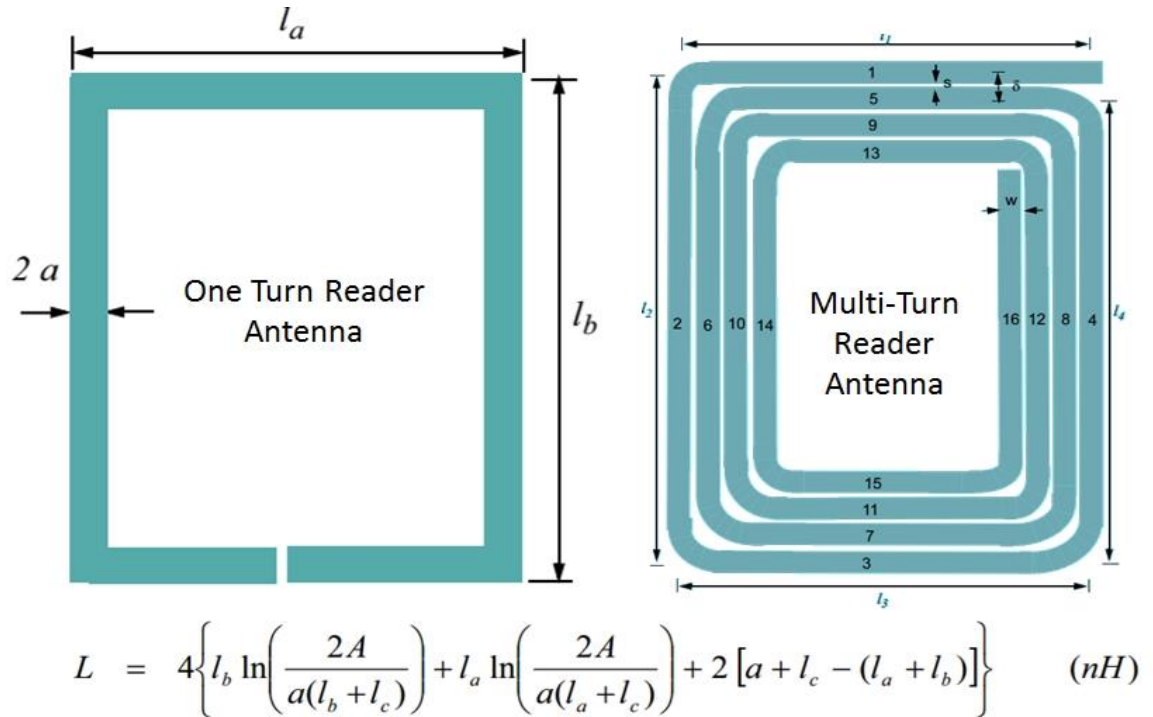 l_a
2 a
l_b
One Turn Reader
Antenna
l_1
1
s
δ
5
9
13
w
l_2
2
6
10
14
Multi-Turn
Reader
Antenna
16
12
8
4
l_4
15
11
7
3
l_3
L = 4{l_b ln(2A / a(l_b + l_c)) + l_a ln(2A / a(l_a + l_c)) + 2 [a + l_c − (l_a + l_b)]} (nH)